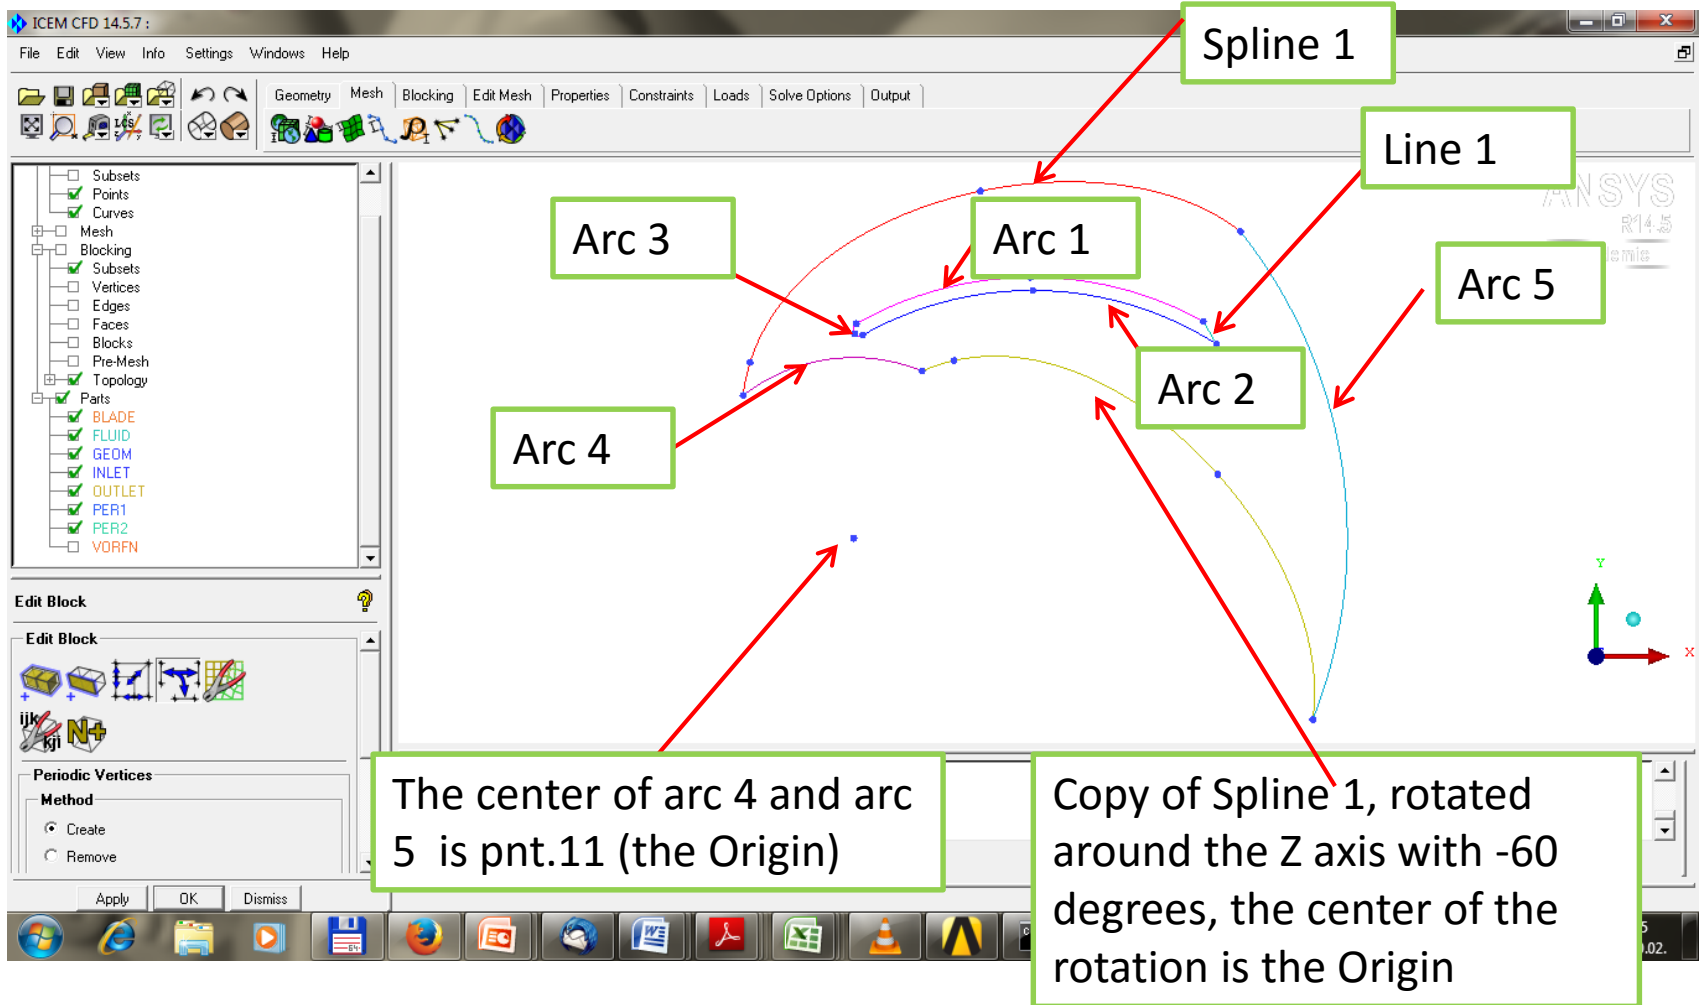 ICEM CFD 14.5.7 :
File Edit View Info Settings Windows Help
Geometry Mesh Blocking Edit Mesh Properties Constraints Loads Solve Options Output
Subsets
Points
Curves
Mesh
Blocking
Subsets
Vertices
Edges
Faces
Blocks
Pre-Mesh
Topology
Parts
BLADE
FLUID
GEOM
INLET
OUTLET
PER1
PER2
VORFN
Edit Block
Edit Block
ijk
kji
N+
Periodic Vertices
Method
Create
Remove
Apply OK Dismiss
Spline 1
Line 1
ANSYS
R14.5
Arc 3
Arc 1
Arc 5
Arc 2
Arc 4
Y
X
The center of arc 4 and arc
5 is pnt.11 (the Origin)
Copy of Spline 1, rotated
around the Z axis with -60
degrees, the center of the
rotation is the Origin